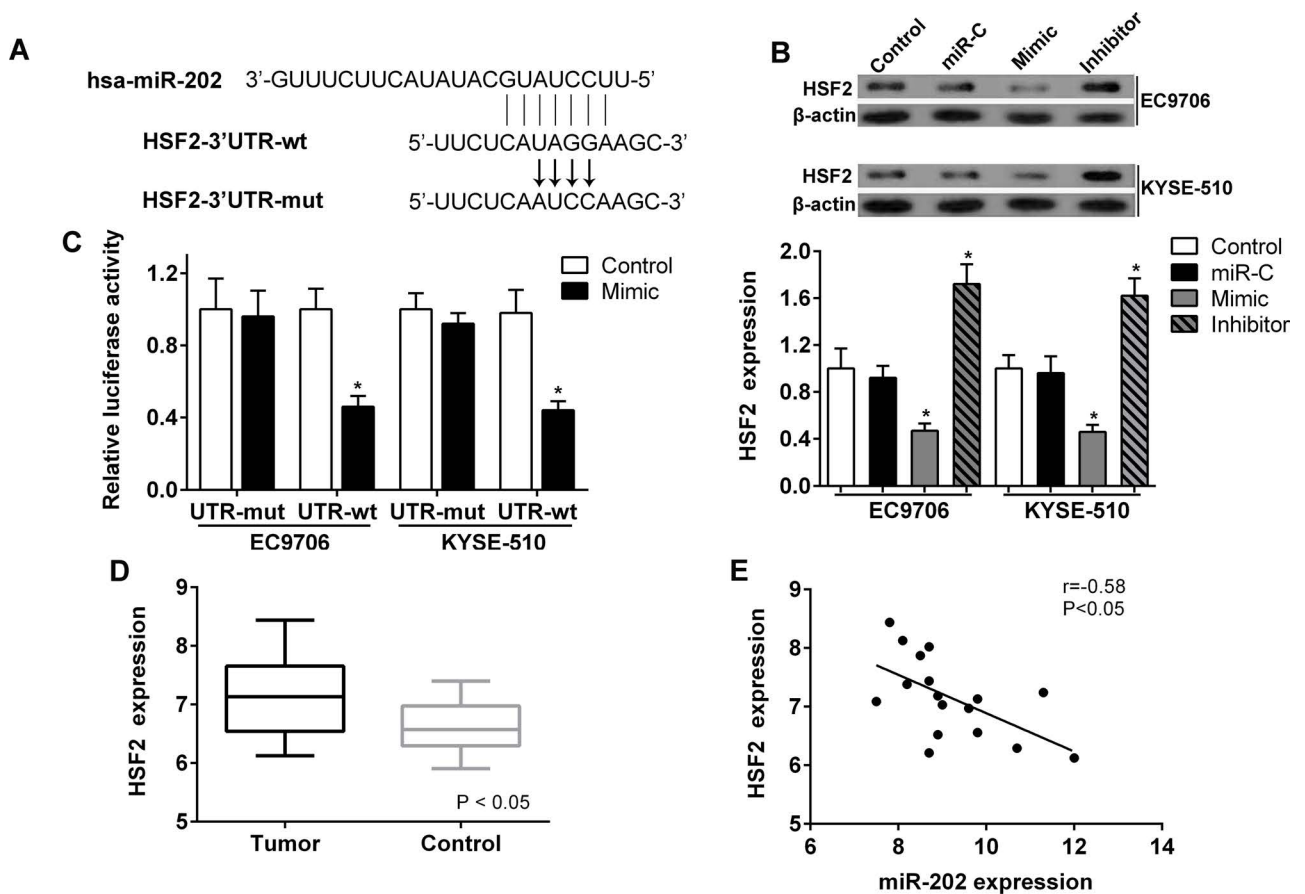 A
hsa-miR-202 3’-GUUUCUUCAUAUACGUAUCCUU-5’
HSF2-3’UTR-wt 5’-UUCUCAUAGGAAGC-3’
HSF2-3’UTR-mut 5’-UUCUCAAUCCAAGC-3’
B
Control miR-C Mimic Inhibitor
HSF2
β-actin
EC9706
HSF2
β-actin
KYSE-510
HSF2 expression
2.0
1.6
1.2
0.8
0.4
0.0
EC9706 KYSE-510
Control
miR-C
Mimic
Inhibitor
* * * *
C
Relative luciferase activity
1.2
0.8
0.4
0.0
Control
Mimic
* *
UTR-mut UTR-wt UTR-mut UTR-wt
EC9706 KYSE-510
D
HSF2 expression
9
8
7
6
5
P < 0.05
Tumor Control
E
HSF2 expression
9
8
7
6
5
r=-0.58
P<0.05
6 8 10 12 14
miR-202 expression